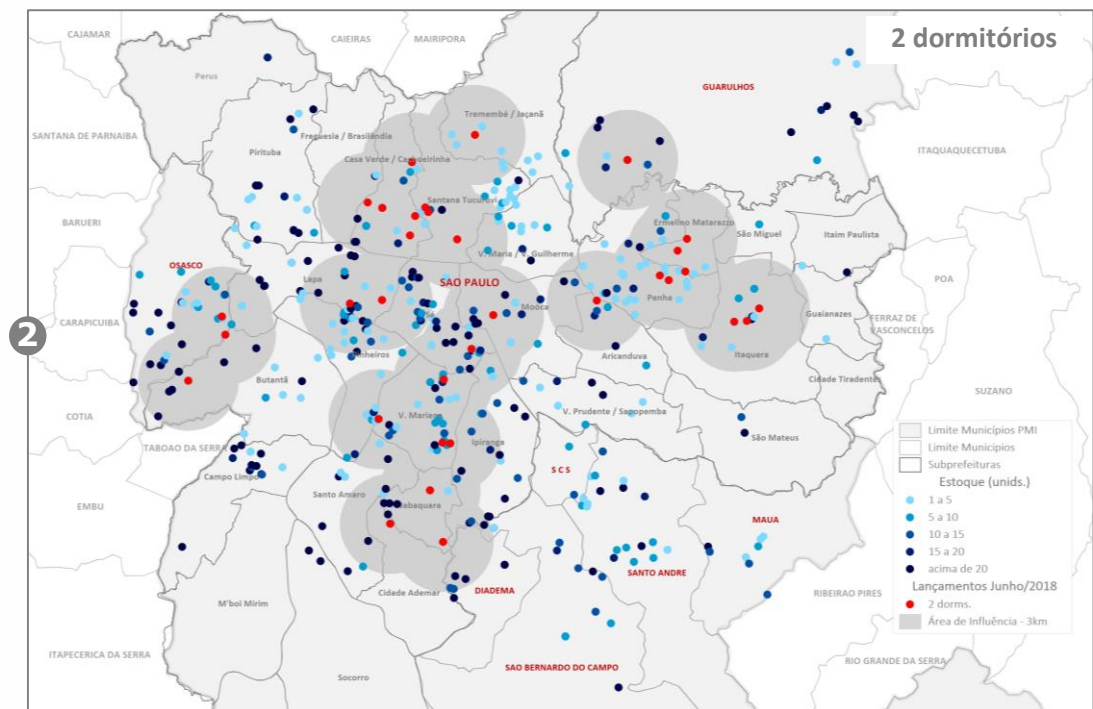 2 dormitórios
CAJAMAR
CAIEIRAS
MAIRIPORA
Perus
GUARULHOS
SANTANA DE PARNAIBA
Tremembé / Jaçanã
Freguesia / Brasilândia
Pirituba
Casa Verde / Cachoeirinha
ITAQUAQUECETUBA
Santana Tucuruvi
Ermelino Matarazzo
BARUERI
São Miguel
Itaim Paulista
V. Maria / V. Guilherme
OSASCO
Lapa
SAO PAULO
POA
Penha
Mooca
Sé
Guaianazes
FERRAZ DE
VASCONCELOS
CARAPICUIBA
2
Pinheiros
Aricanduva
Itaquera
Butantã
Cidade Tiradentes
SUZANO
COTIA
V. Mariana
V. Prudente / Sapopemba
TABOAO DA SERRA
Ipiranga
São Mateus
Limite Municípios PMI
Limite Municípios
Subprefeituras
Campo Limpo
S C S
Estoque (unids.)
Santo Amaro
1 a 5
EMBU
Jabaquara
5 a 10
MAUA
10 a 15
15 a 20
SANTO ANDRE
acima de 20
Lançamentos Junho/2018
Cidade Ademar
DIADEMA
RIBEIRAO PIRES
2 dorms.
M'boi Mirim
Área de Influência - 3km
ITAPECERICA DA SERRA
SAO BERNARDO DO CAMPO
RIO GRANDE DA SERRA
Socorro